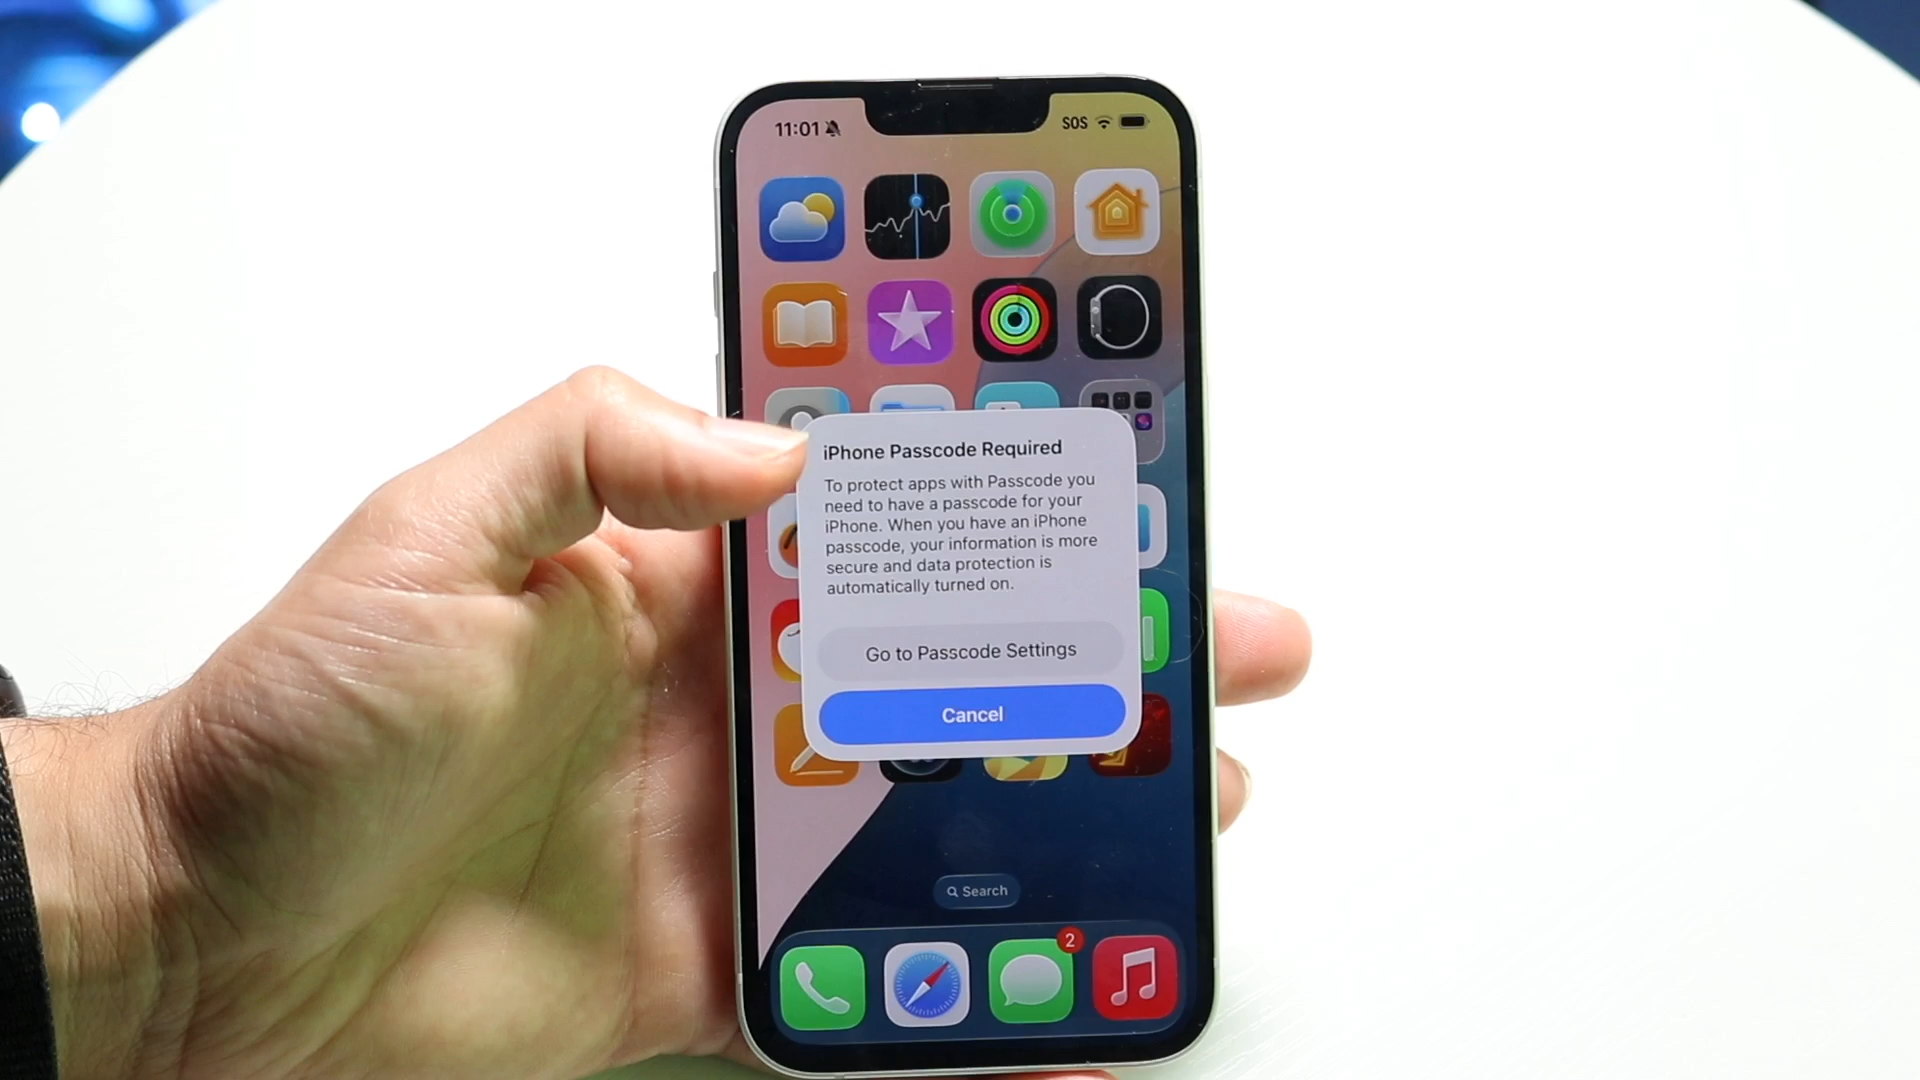 11:01
SOS
iPhone Passcode Required
To protect apps with Passcode you
need to have a passcode for your
iPhone. When you have an iPhone
passcode, your information is more
secure and data protection is
automatically turned on.
Go to Passcode Settings
Cancel
Search
2